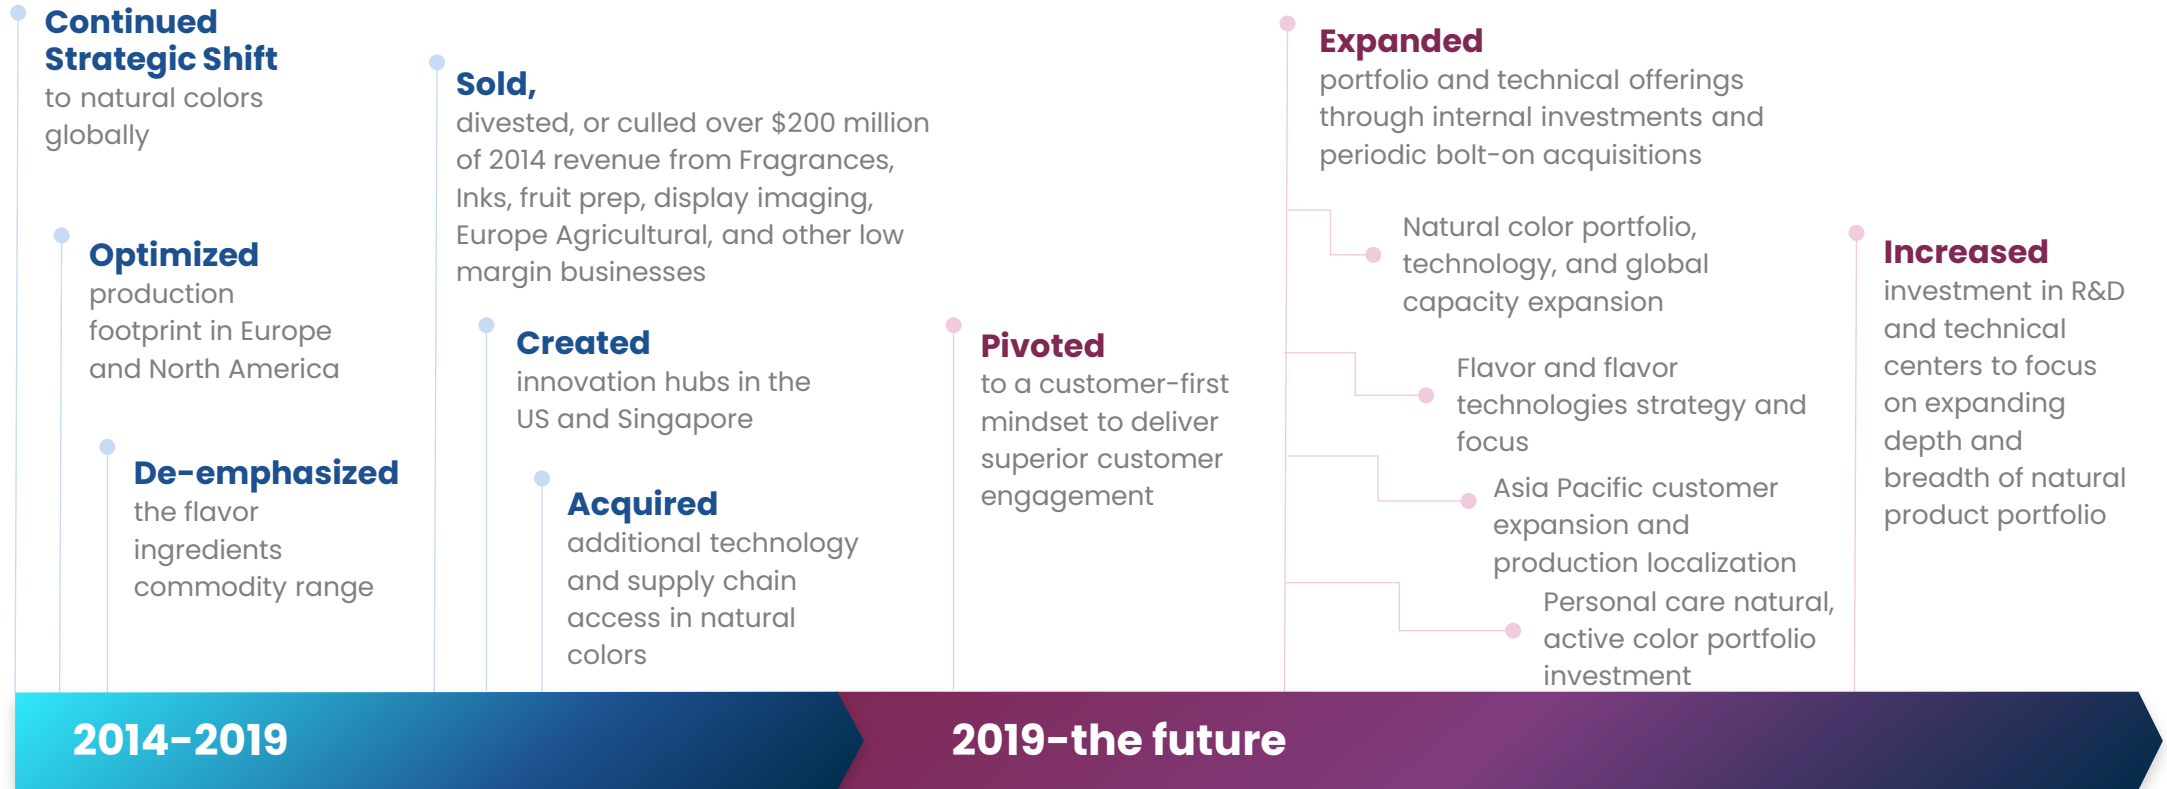 Continued
Strategic Shift
to natural colors
globally
Optimized
production
footprint in Europe
and North America
De-emphasized
the flavor
ingredients
commodity range
Sold,
divested, or culled over $200 million
of 2014 revenue from Fragrances,
Inks, fruit prep, display imaging,
Europe Agricultural, and other low
margin businesses
Created
innovation hubs in the
US and Singapore
Acquired
additional technology
and supply chain
access in natural
colors
Pivoted
to a customer-first
mindset to deliver
superior customer
engagement
Expanded
portfolio and technical offerings
through internal investments and
periodic bolt-on acquisitions
Natural color portfolio,
technology, and global
capacity expansion
Flavor and flavor
technologies strategy and
focus
Asia Pacific customer
expansion and
production localization
Personal care natural,
active color portfolio
investment
Increased
investment in R&D
and technical
centers to focus
on expanding
depth and
breadth of natural
product portfolio
2014-2019
2019-the future